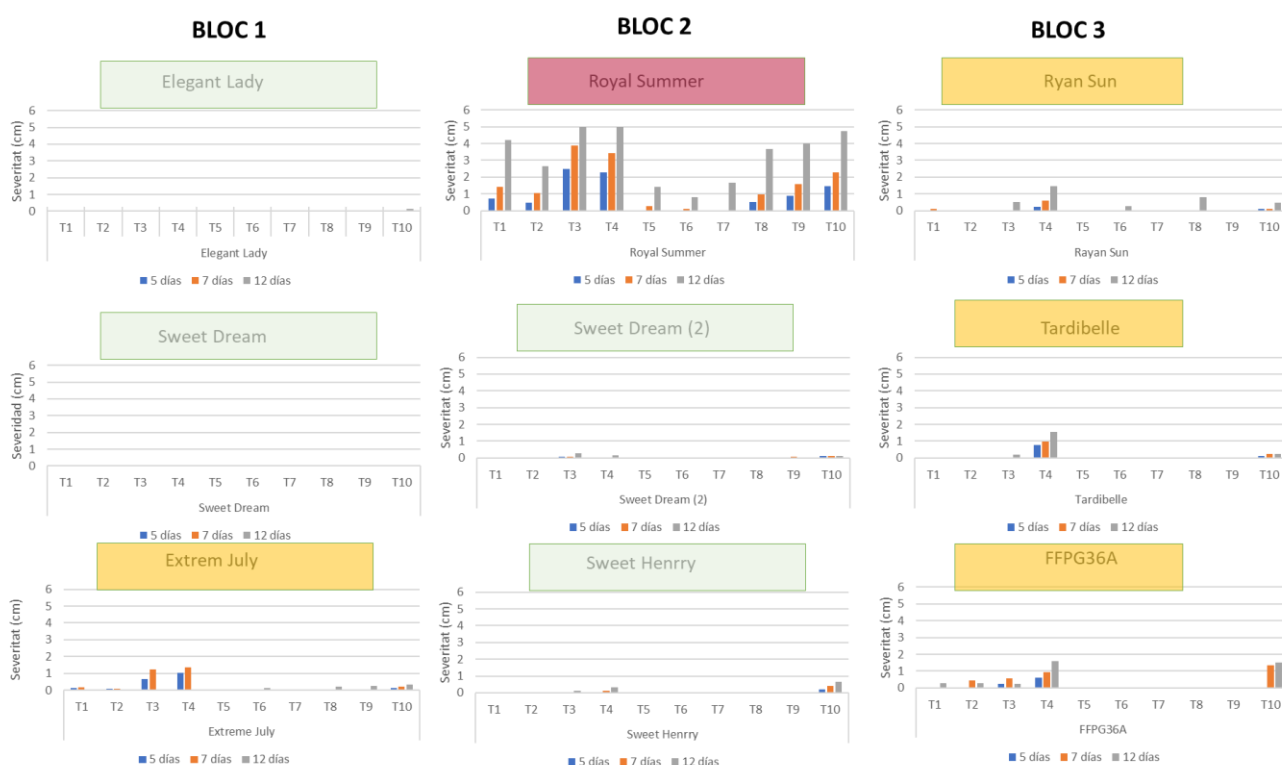 BLOC 1
Elegant Lady
Severitat (cm)
6
5
4
3
2
1
0
T1 T2 T3 T4 T5 T6 T7 T8 T9 T10
Elegant Lady
5 días 7 días 12 días
Sweet Dream
Severidad (cm)
6
5
4
3
2
1
0
T1 T2 T3 T4 T5 T6 T7 T8 T9 T10
Sweet Dream
5 días 7 días 12 días
Extrem July
Severitat (cm)
6
5
4
3
2
1
0
T1 T2 T3 T4 T5 T6 T7 T8 T9 T10
Extreme July
5 días 7 días 12 días
BLOC 2
Royal Summer
Severitat (cm)
6
5
4
3
2
1
0
T1 T2 T3 T4 T5 T6 T7 T8 T9 T10
Royal Summer
5 días 7 días 12 días
Sweet Dream (2)
Severitat (cm)
6
5
4
3
2
1
0
T1 T2 T3 T4 T5 T6 T7 T8 T9 T10
Sweet Dream (2)
5 días 7 días 12 días
Sweet Henrry
Severitat (cm)
6
5
4
3
2
1
0
T1 T2 T3 T4 T5 T6 T7 T8 T9 T10
Sweet Henrry
5 días 7 días 12 días
BLOC 3
Ryan Sun
Severitat (cm)
6
5
4
3
2
1
0
T1 T2 T3 T4 T5 T6 T7 T8 T9 T10
Rayan Sun
5 días 7 días 12 días
Tardibelle
Severitat (cm)
6
5
4
3
2
1
0
T1 T2 T3 T4 T5 T6 T7 T8 T9 T10
Tardibelle
5 días 7 días 12 días
FFPG36A
Severitat (cm)
6
5
4
3
2
1
0
T1 T2 T3 T4 T5 T6 T7 T8 T9 T10
FFPG36A
5 días 7 días 12 días